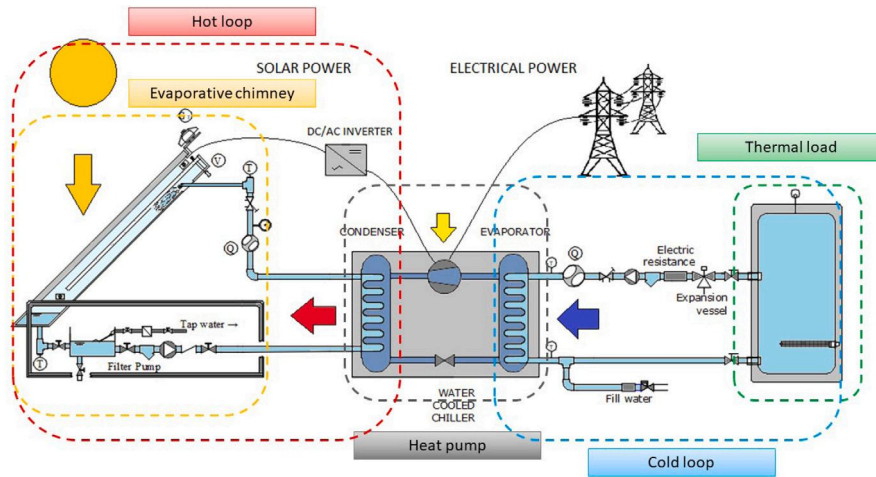 Hot loop
SOLAR POWER
ELECTRICAL POWER
Evaporative chimney
DC/AC INVERTER
Thermal load
V
T
CONDENSER
EVAPORATOR
Q
Q
Electric
resistance
Expansion
vessel
Tap water →
T
Filter Pump
Fill water
WATER
COOLED
CHILLER
Heat pump
Cold loop